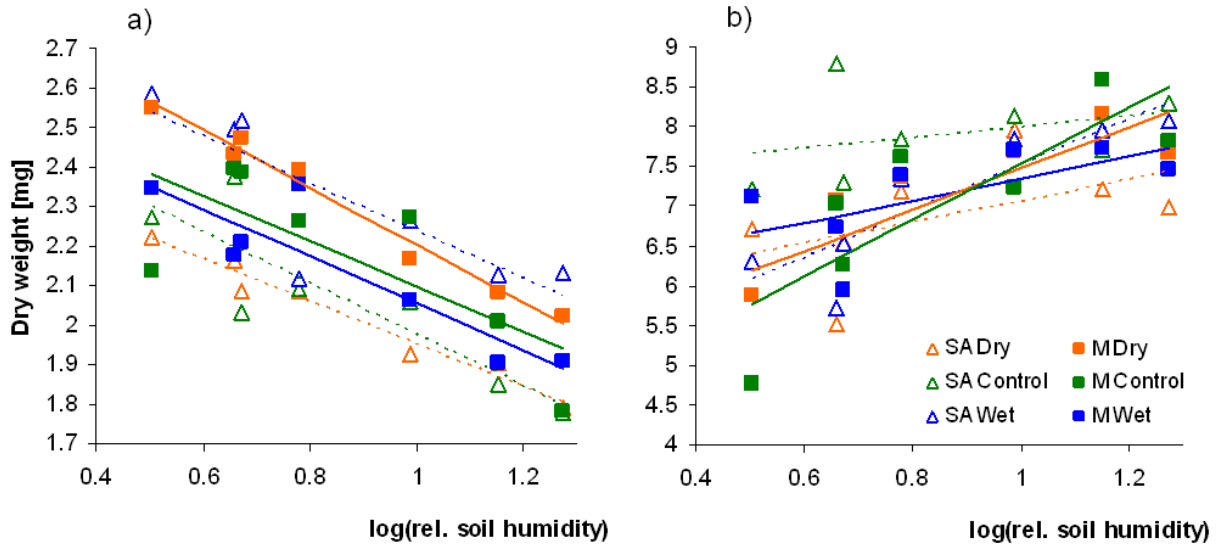 a)
b)
Dry weight [mg]
2.7
2.6
2.5
2.4
2.3
2.2
2.1
2
1.9
1.8
1.7
0.4 0.6 0.8 1 1.2
log(rel. soil humidity)
9
8.5
8
7.5
7
6.5
6
5.5
5
4.5
4
0.4 0.6 0.8 1 1.2
log(rel. soil humidity)
SA Dry M Dry
SA Control M Control
SA Wet M Wet